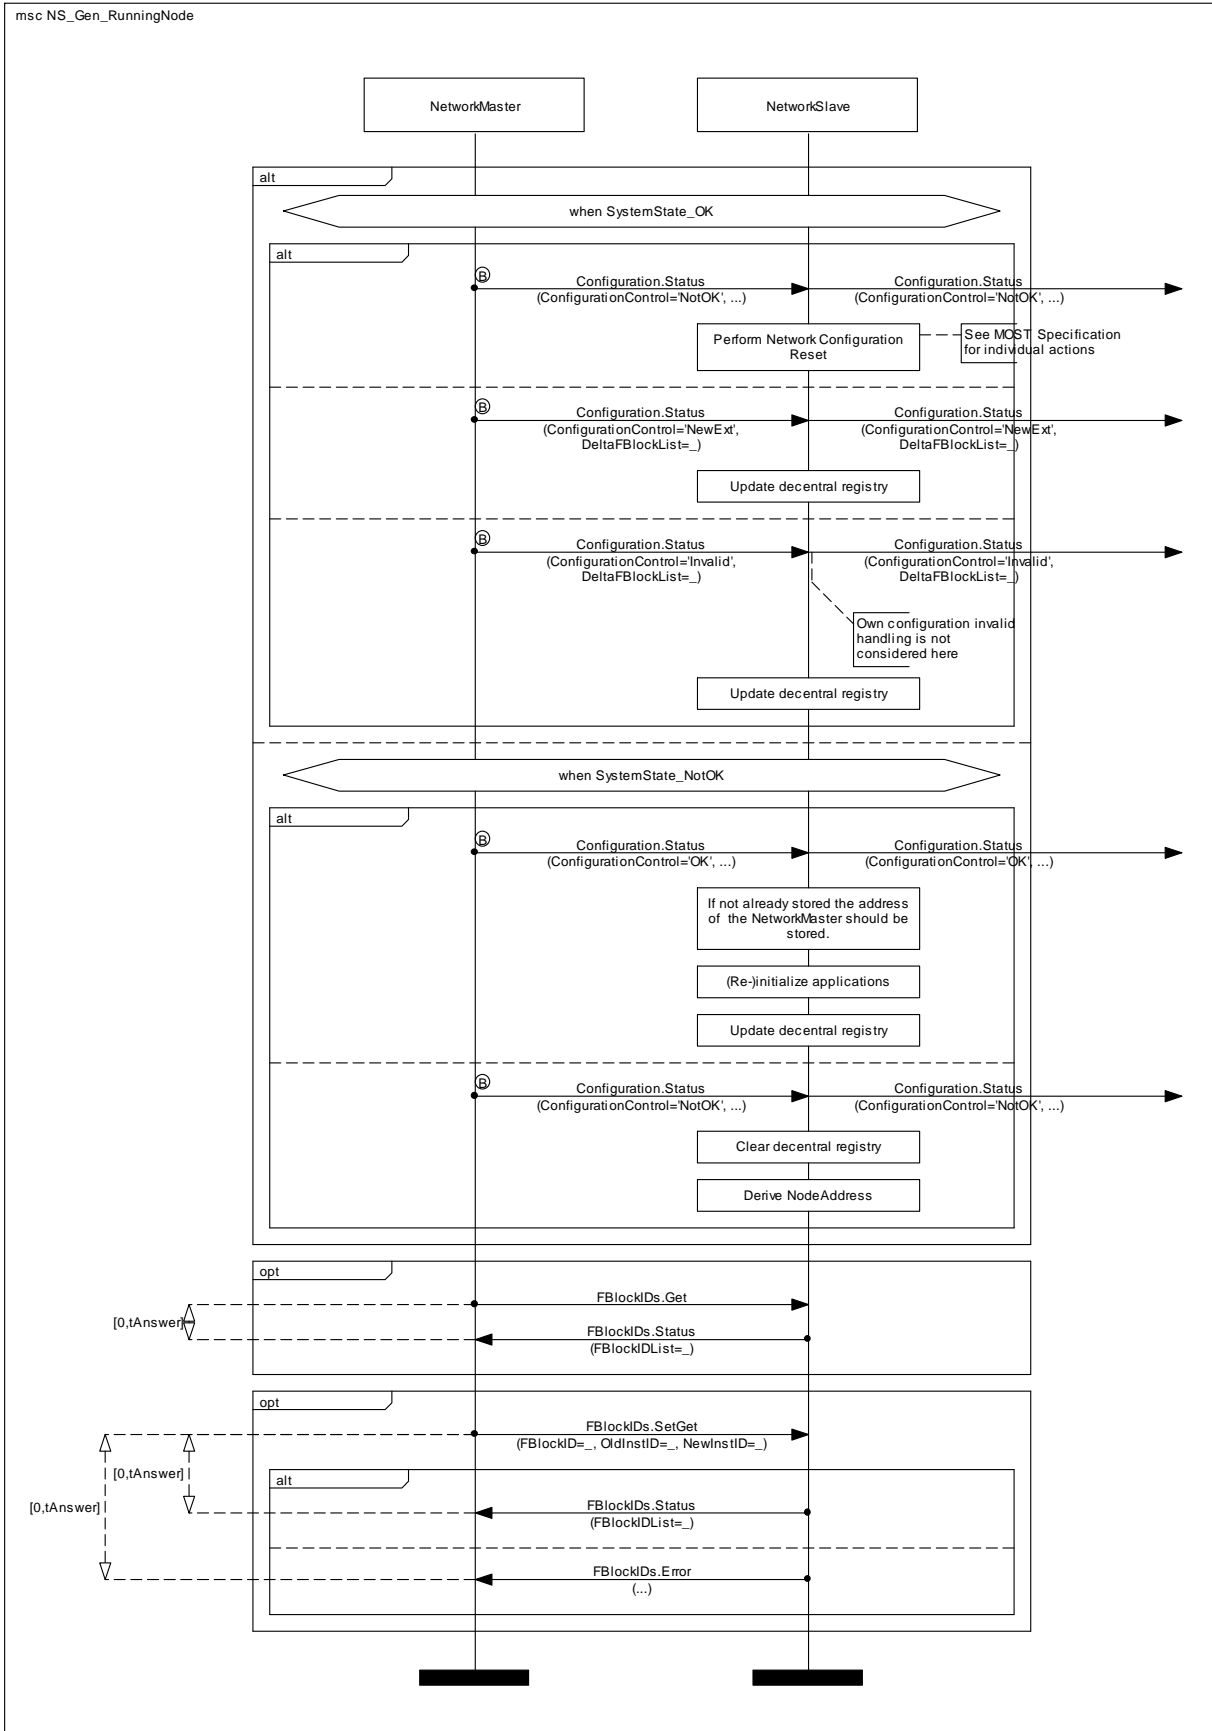 msc NS_Gen_RunningNode
NetworkMaster
NetworkSlave
alt
when SystemState_OK
alt
B
Configuration.Status
(ConfigurationControl='NotOK', ...)
Configuration.Status
(ConfigurationControl='NotOK', ...)
Perform Network Configuration
Reset
See MOST Specification
for individual actions
B
Configuration.Status
(ConfigurationControl='NewExt',
DeltaFBlockList=_)
Configuration.Status
(ConfigurationControl='NewExt',
DeltaFBlockList=_)
Update decentral registry
B
Configuration.Status
(ConfigurationControl='Invalid',
DeltaFBlockList=_)
Configuration.Status
(ConfigurationControl='Invalid',
DeltaFBlockList=_)
Own configuration invalid
handling is not
considered here
Update decentral registry
when SystemState_NotOK
alt
B
Configuration.Status
(ConfigurationControl='OK', ...)
Configuration.Status
(ConfigurationControl='OK', ...)
If not already stored the address
of the NetworkMaster should be
stored.
(Re-)initialize applications
Update decentral registry
B
Configuration.Status
(ConfigurationControl='NotOK', ...)
Configuration.Status
(ConfigurationControl='NotOK', ...)
Clear decentral registry
Derive NodeAddress
opt
FBlockIDs.Get
[0,tAnswer]
FBlockIDs.Status
(FBlockIDList=_)
opt
FBlockIDs.SetGet
(FBlockID=_, OldInstID=_, NewInstID=_)
[0,tAnswer]
alt
[0,tAnswer]
FBlockIDs.Status
(FBlockIDList=_)
FBlockIDs.Error
(...)